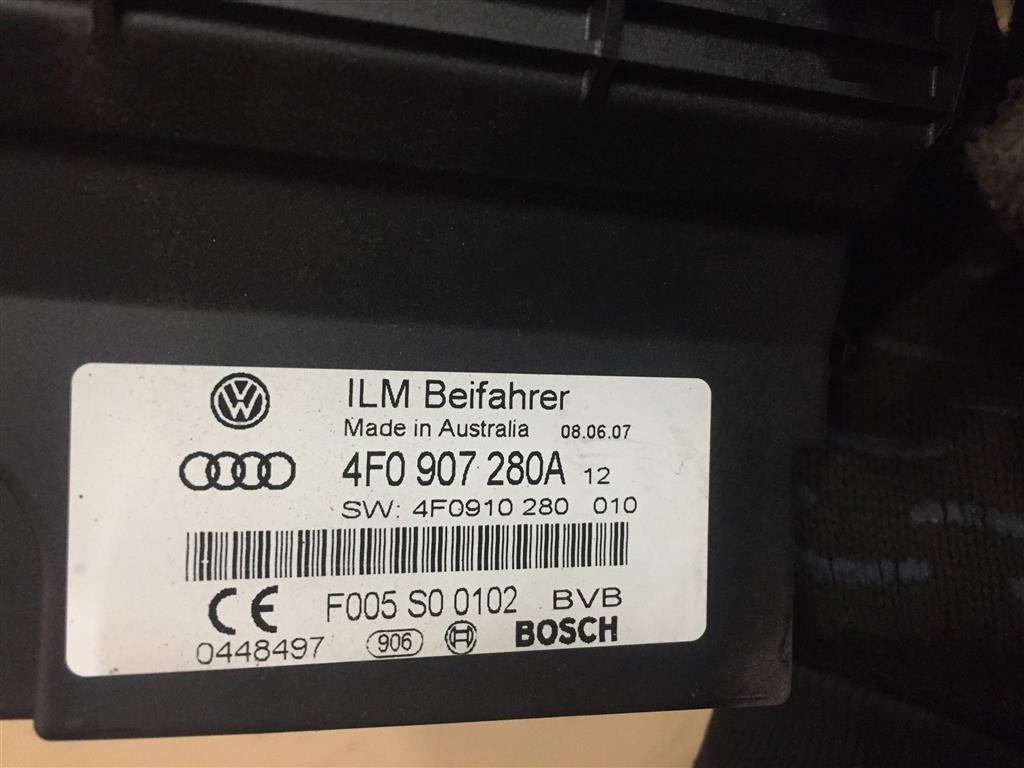 ILM Beifahrer
Made in Australia 08.06.07
4F0 907 280A 12
SW: 4F0910 280 010
CE F005 S0 0102 BVB
0448497 906 BOSCH